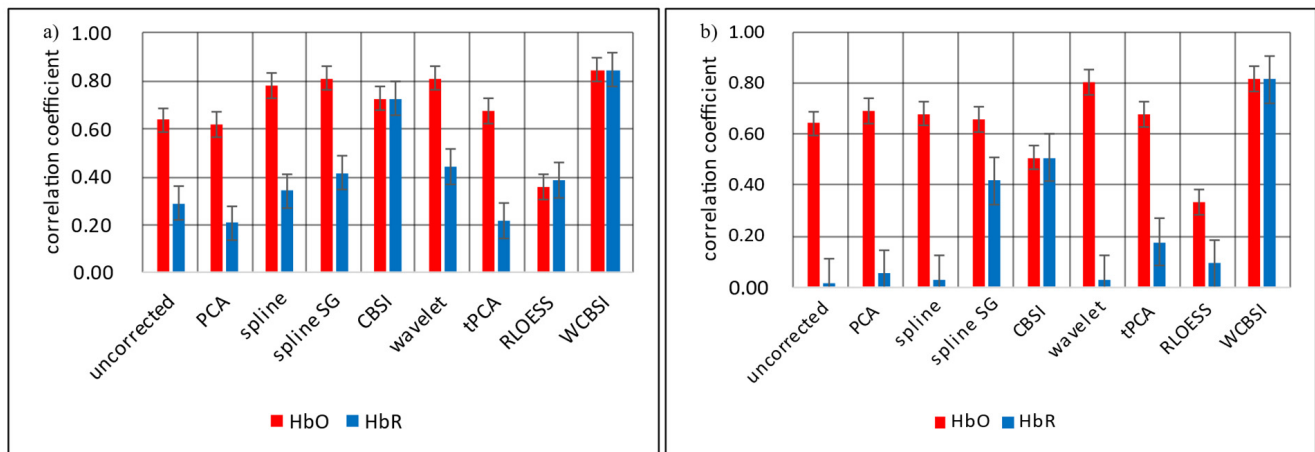 a)
correlation coefficient
1.00
0.80
0.60
0.40
0.20
0.00
uncorrected
PCA
spline
spline SG
CBSI
wavelet
tPCA
RLOESS
WCBSI
HbO
HbR
b)
correlation coefficient
1.00
0.80
0.60
0.40
0.20
0.00
uncorrected
PCA
spline
spline SG
CBSI
wavelet
tPCA
RLOESS
WCBSI
HbO
HbR